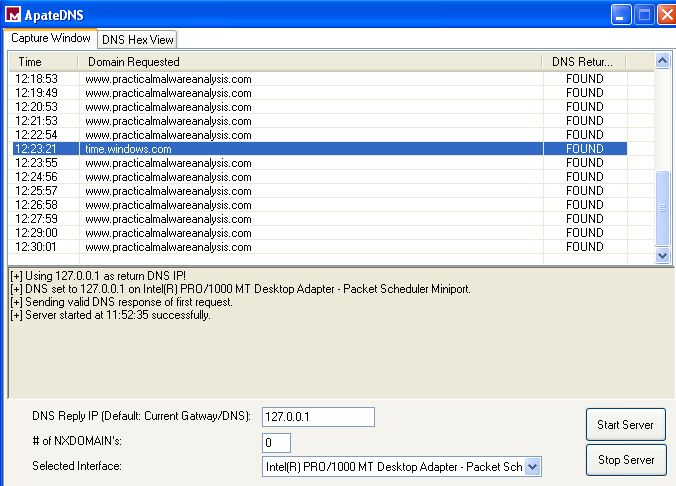 ApateDNS
Capture Window DNS Hex View
Time Domain Requested DNS Retur...
12:18:53 www.practicalmalwareanalysis.com FOUND
12:19:49 www.practicalmalwareanalysis.com FOUND
12:20:53 www.practicalmalwareanalysis.com FOUND
12:21:53 www.practicalmalwareanalysis.com FOUND
12:22:54 www.practicalmalwareanalysis.com FOUND
12:23:21 time.windows.com FOUND
12:23:55 www.practicalmalwareanalysis.com FOUND
12:24:56 www.practicalmalwareanalysis.com FOUND
12:25:57 www.practicalmalwareanalysis.com FOUND
12:26:58 www.practicalmalwareanalysis.com FOUND
12:27:59 www.practicalmalwareanalysis.com FOUND
12:29:00 www.practicalmalwareanalysis.com FOUND
12:30:01 www.practicalmalwareanalysis.com FOUND
[+] Using 127.0.0.1 as return DNS IP!
[+] DNS set to 127.0.0.1 on Intel(R) PRO/1000 MT Desktop Adapter - Packet Scheduler Miniport.
[+] Sending valid DNS response of first request.
[+] Server started at 11:52:35 successfully.
DNS Reply IP (Default: Current Gatway/DNS): 127.0.0.1
# of NXDOMAIN's: 0
Selected Interface: Intel(R) PRO/1000 MT Desktop Adapter - Packet Sch
Start Server
Stop Server